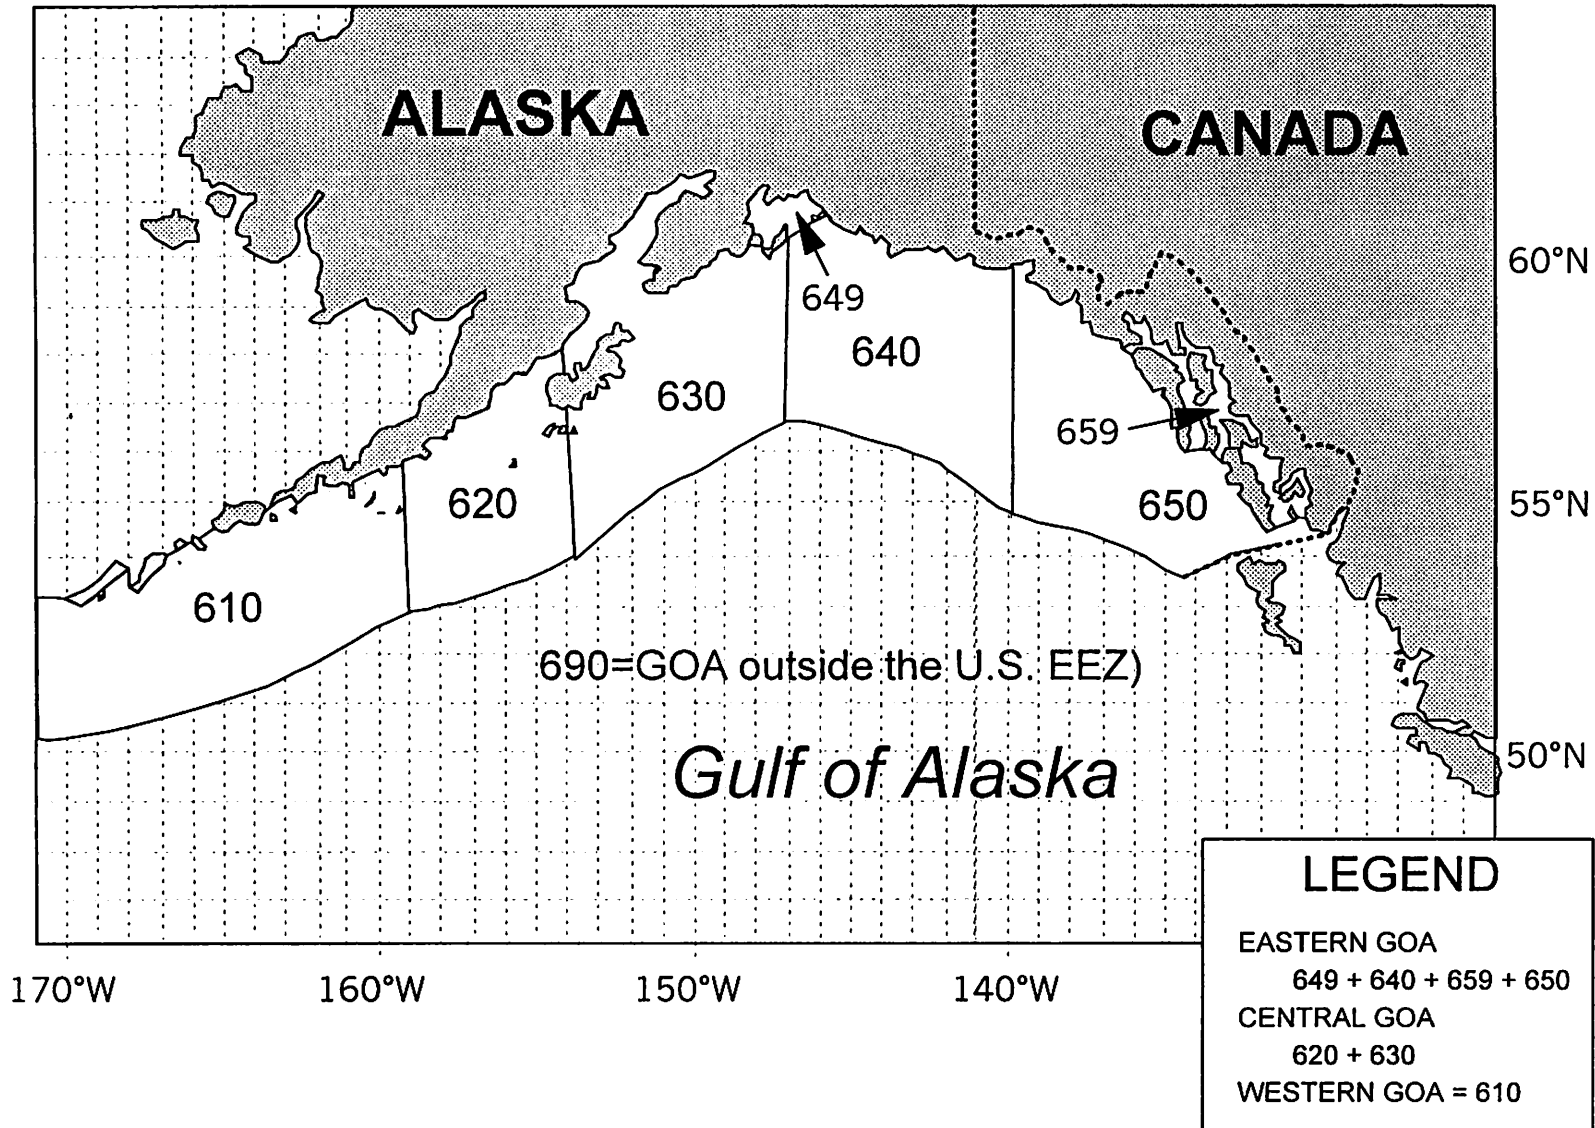 ALASKA
CANADA
60°N
649
640
630
659
55°N
620
650
610
690=GOA outside the U.S. EEZ)
50°N
Gulf of Alaska
170°W
160°W
150°W
140°W
LEGEND
EASTERN GOA
649 + 640 + 659 + 650
CENTRAL GOA
620 + 630
WESTERN GOA = 610